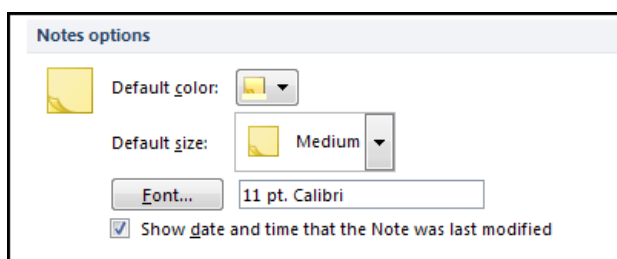 Notes options
Default color:
Default size: Medium
Font... 11 pt. Calibri
Show date and time that the Note was last modified